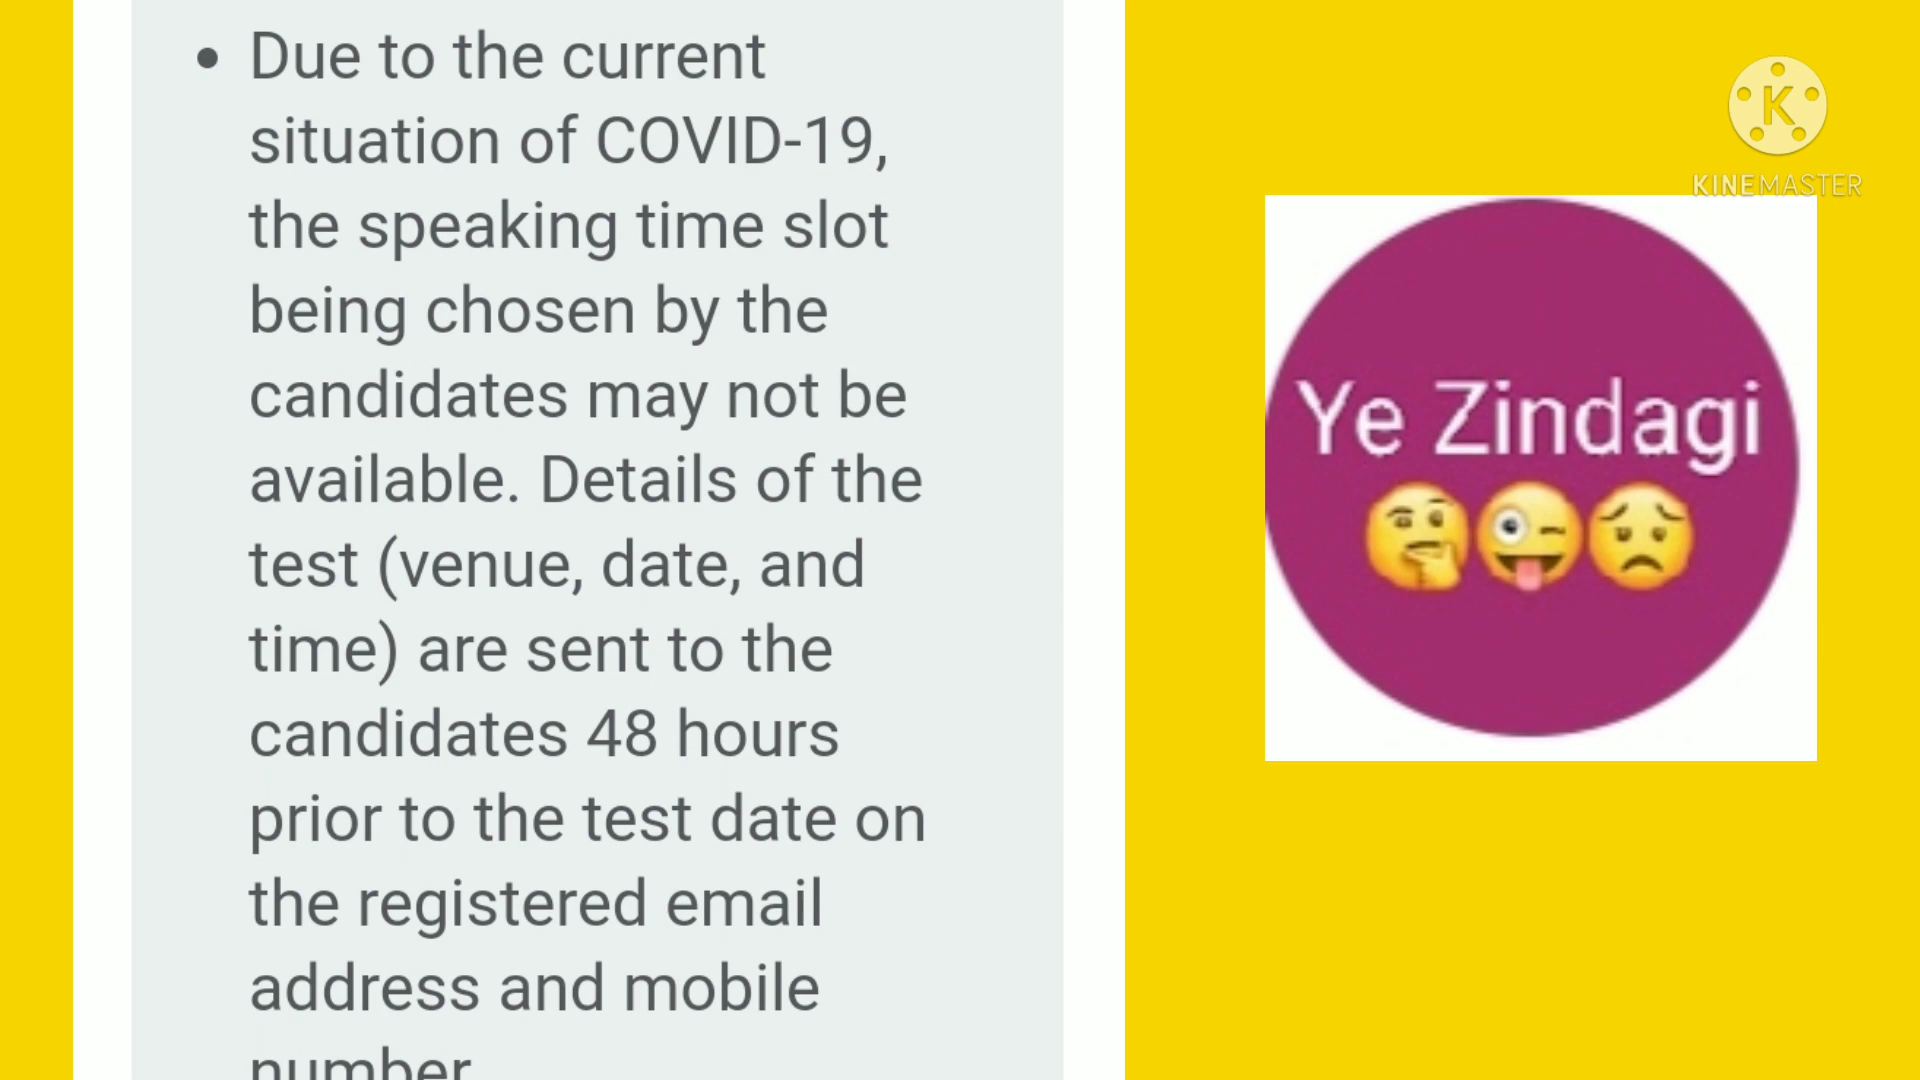 Due to the current
situation of COVID-19,
the speaking time slot
being chosen by the
candidates may not be
available. Details of the
test (venue, date, and
time) are sent to the
candidates 48 hours
prior to the test date on
the registered email
address and mobile
number
K
KINEMASTER
Ye Zindagi